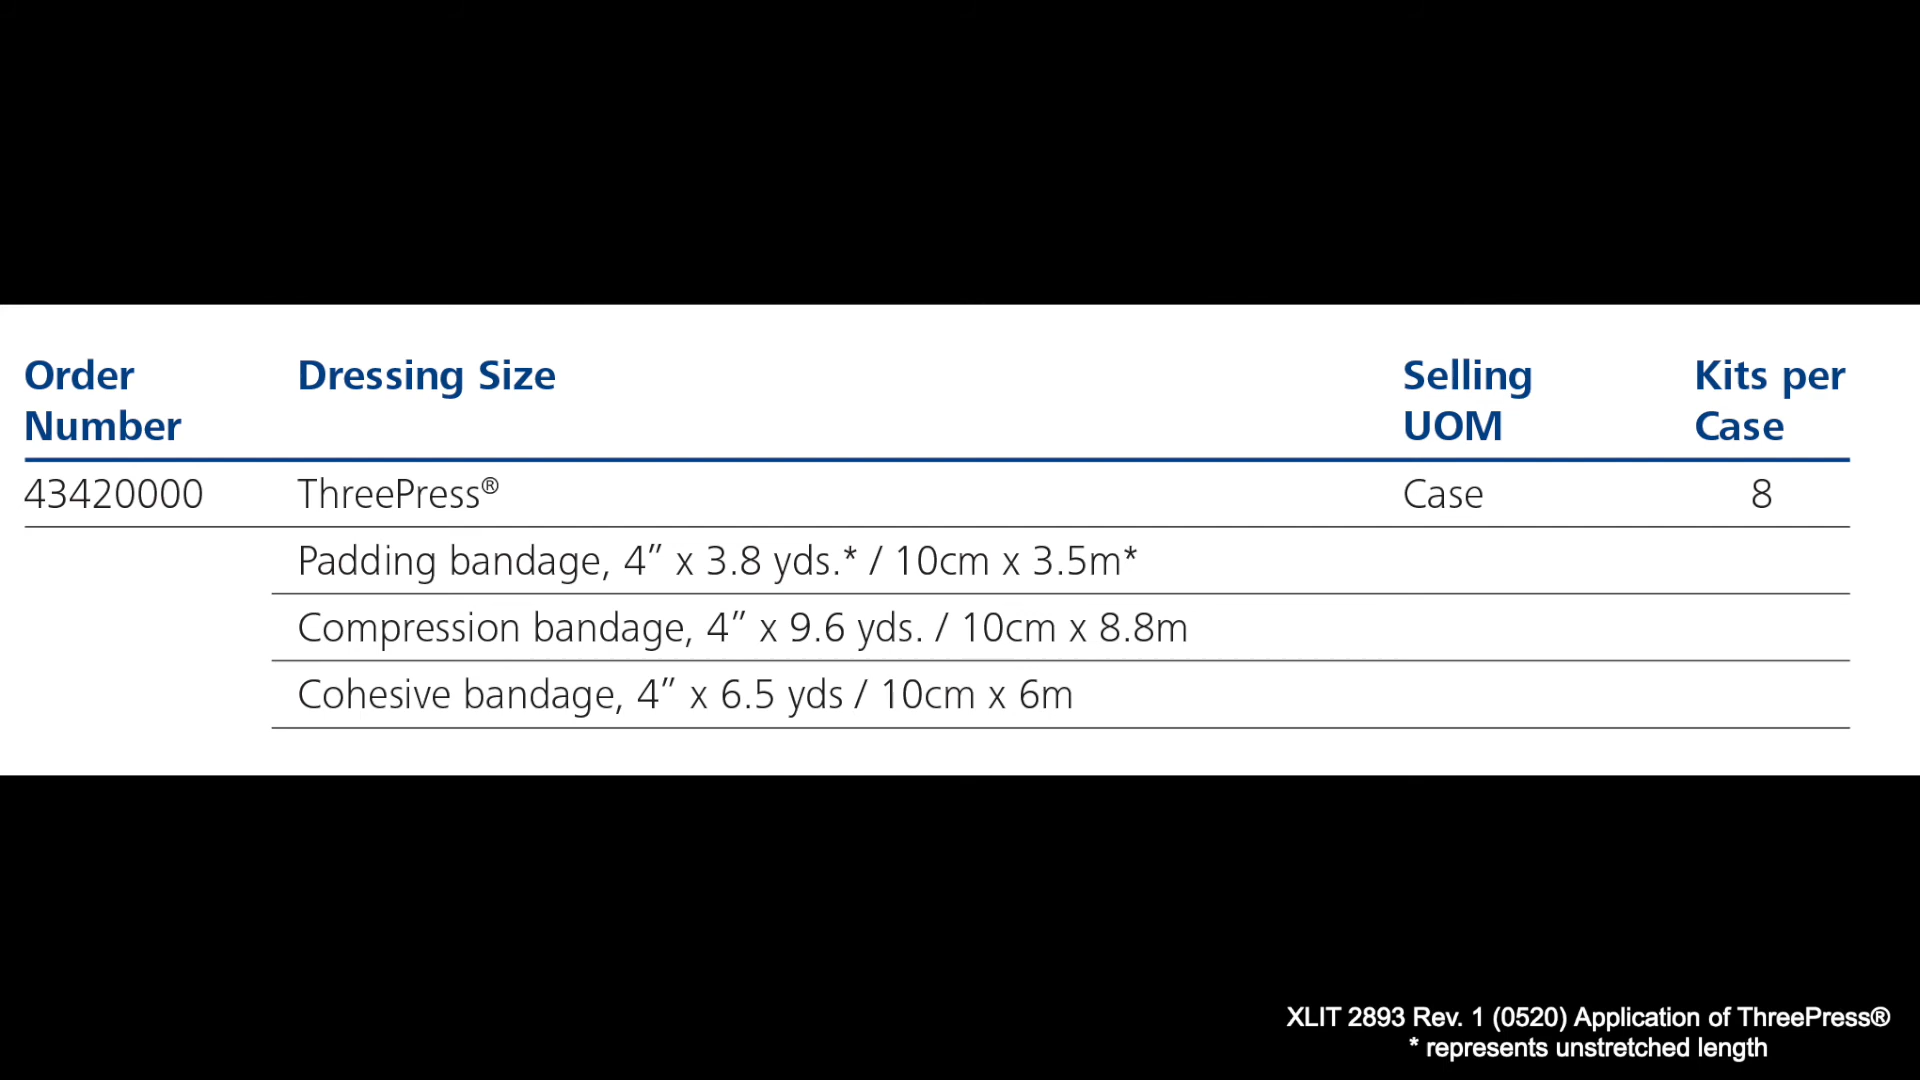 Order Number Dressing Size Selling UOM Kits per Case
43420000 ThreePress® Case 8
Padding bandage, 4” x 3.8 yds.* / 10cm x 3.5m*
Compression bandage, 4” x 9.6 yds. / 10cm x 8.8m
Cohesive bandage, 4” x 6.5 yds / 10cm x 6m
XLIT 2893 Rev. 1 (0520) Application of ThreePress®
* represents unstretched length